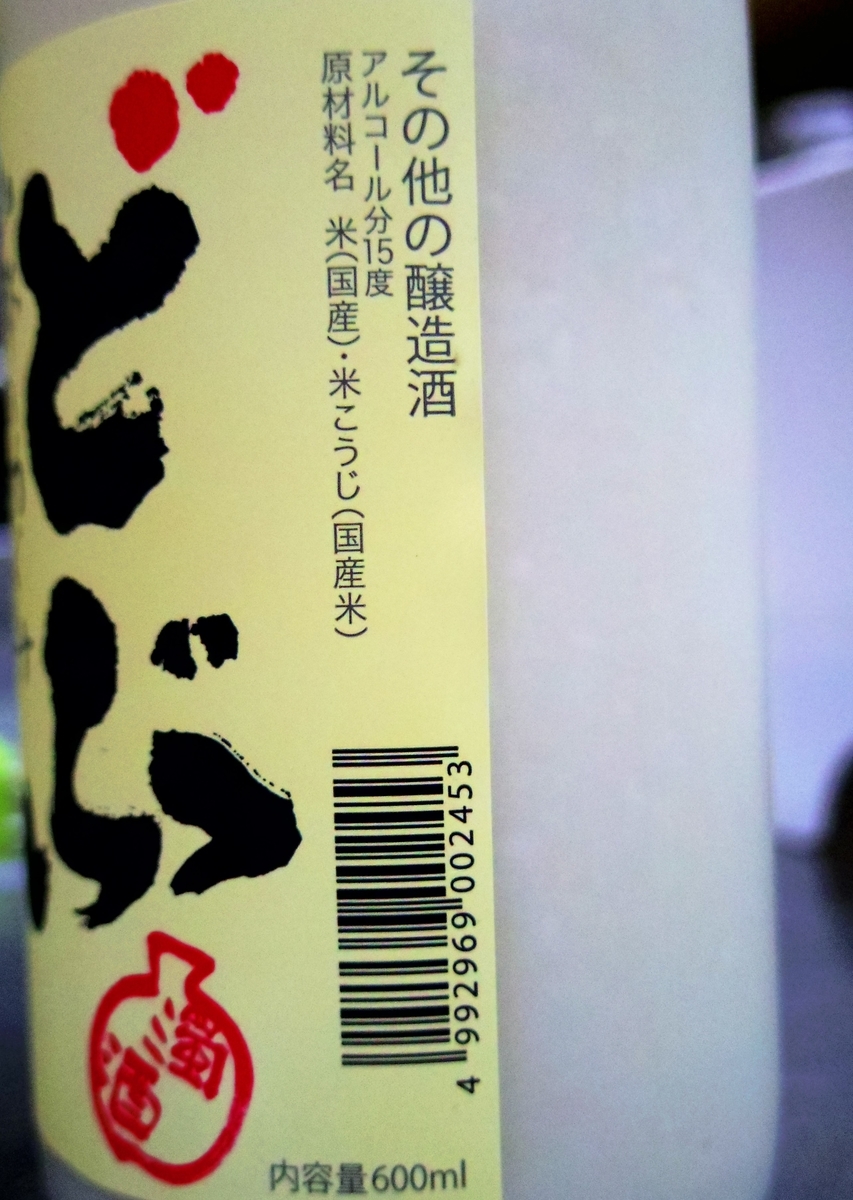 その他の醸造酒
アルコール分15度
原材料名 米(国産)・米こうじ(国産米)
4 992969 002453
内容量600ml
どぶ
濁酒